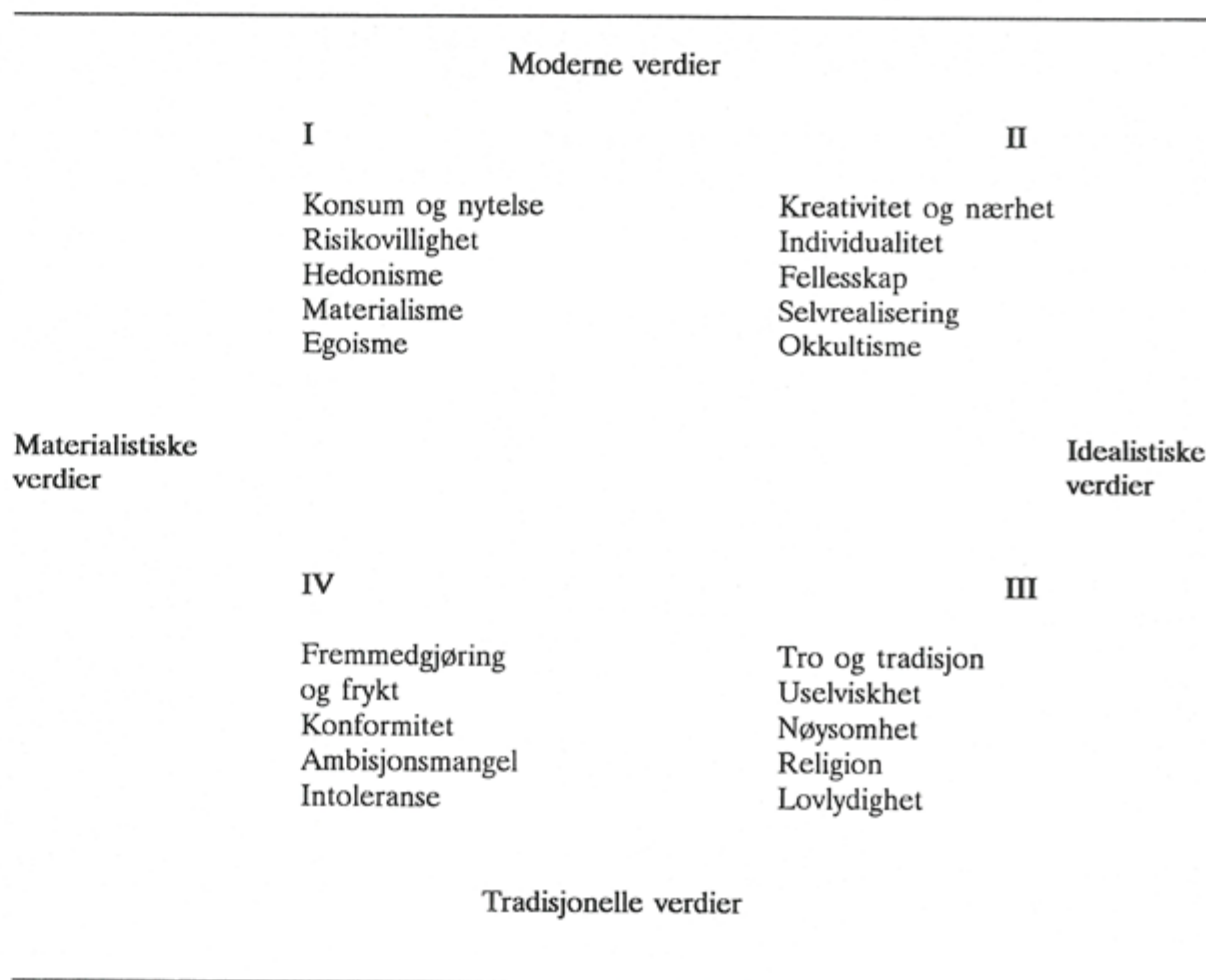 Moderne verdier
I
Konsum og nytelse
Risikovillighet
Hedonisme
Materialisme
Egoisme
II
Kreativitet og nærhet
Individualitet
Fellesskap
Selvrealisering
Okkultisme
Materialistiske
verdier
Idealistiske
verdier
IV
Fremmedgjøring
og frykt
Konformitet
Ambisjonsmangel
Intoleranse
III
Tro og tradisjon
Uselviskhet
Nøysomhet
Religion
Lovlydighet
Tradisjonelle verdier